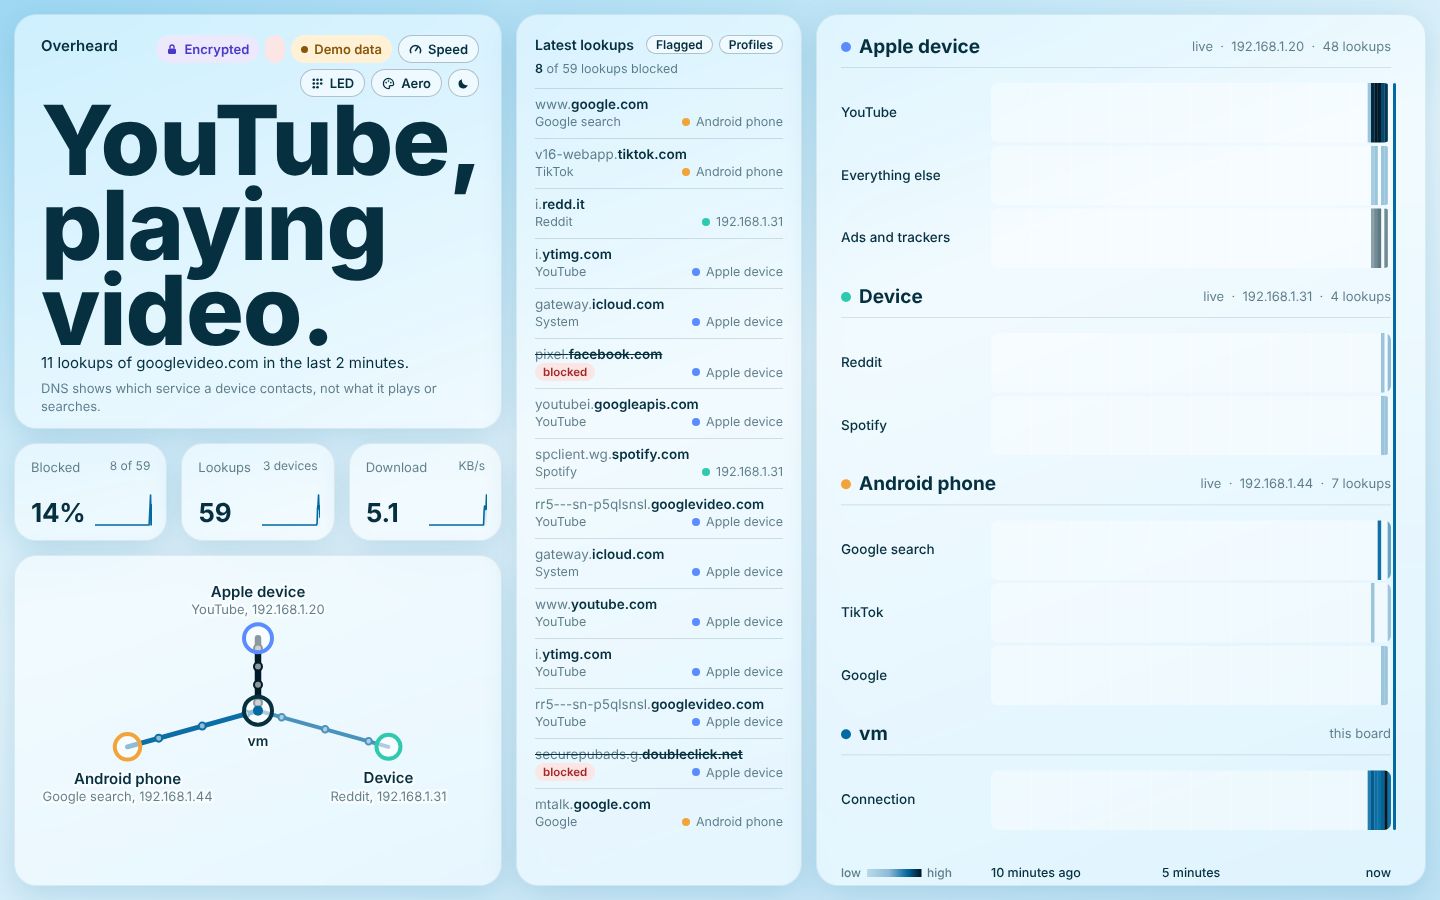 Overheard
Encrypted
Demo data
Speed
LED
Aero
YouTube,
playing
video.
11 lookups of googlevideo.com in the last 2 minutes.
DNS shows which service a device contacts, not what it plays or
searches.
Blocked 8 of 59
14%
Lookups 3 devices
59
Download KB/s
5.1
Apple device
YouTube, 192.168.1.20
vm
Android phone
Google search, 192.168.1.44
Device
Reddit, 192.168.1.31
Latest lookups Flagged Profiles
8 of 59 lookups blocked
www.google.com
Google search Android phone
v16-webapp.tiktok.com
TikTok Android phone
i.redd.it
Reddit 192.168.1.31
i.ytimg.com
YouTube Apple device
gateway.icloud.com
System Apple device
pixel.facebook.com
blocked Apple device
youtubei.googleapis.com
YouTube Apple device
spclient.wg.spotify.com
Spotify 192.168.1.31
rr5---sn-p5qlsnsl.googlevideo.com
YouTube Apple device
gateway.icloud.com
System Apple device
www.youtube.com
YouTube Apple device
i.ytimg.com
YouTube Apple device
rr5---sn-p5qlsnsl.googlevideo.com
YouTube Apple device
securepubads.g.doubleclick.net
blocked Apple device
mtalk.google.com
Google Android phone
Apple device live · 192.168.1.20 · 48 lookups
YouTube
Everything else
Ads and trackers
Device live · 192.168.1.31 · 4 lookups
Reddit
Spotify
Android phone live · 192.168.1.44 · 7 lookups
Google search
TikTok
Google
vm this board
Connection
low high 10 minutes ago 5 minutes now